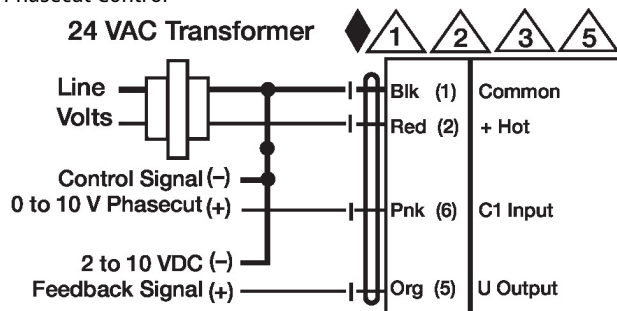 Phasecut Control
24 VAC Transformer
1 2 3 5
Line
Volts
Blk (1) Common
Red (2) + Hot
Control Signal (–)
0 to 10 V Phasecut (+)
Pnk (6) C1 Input
2 to 10 VDC (–)
Feedback Signal (+)
Org (5) U Output